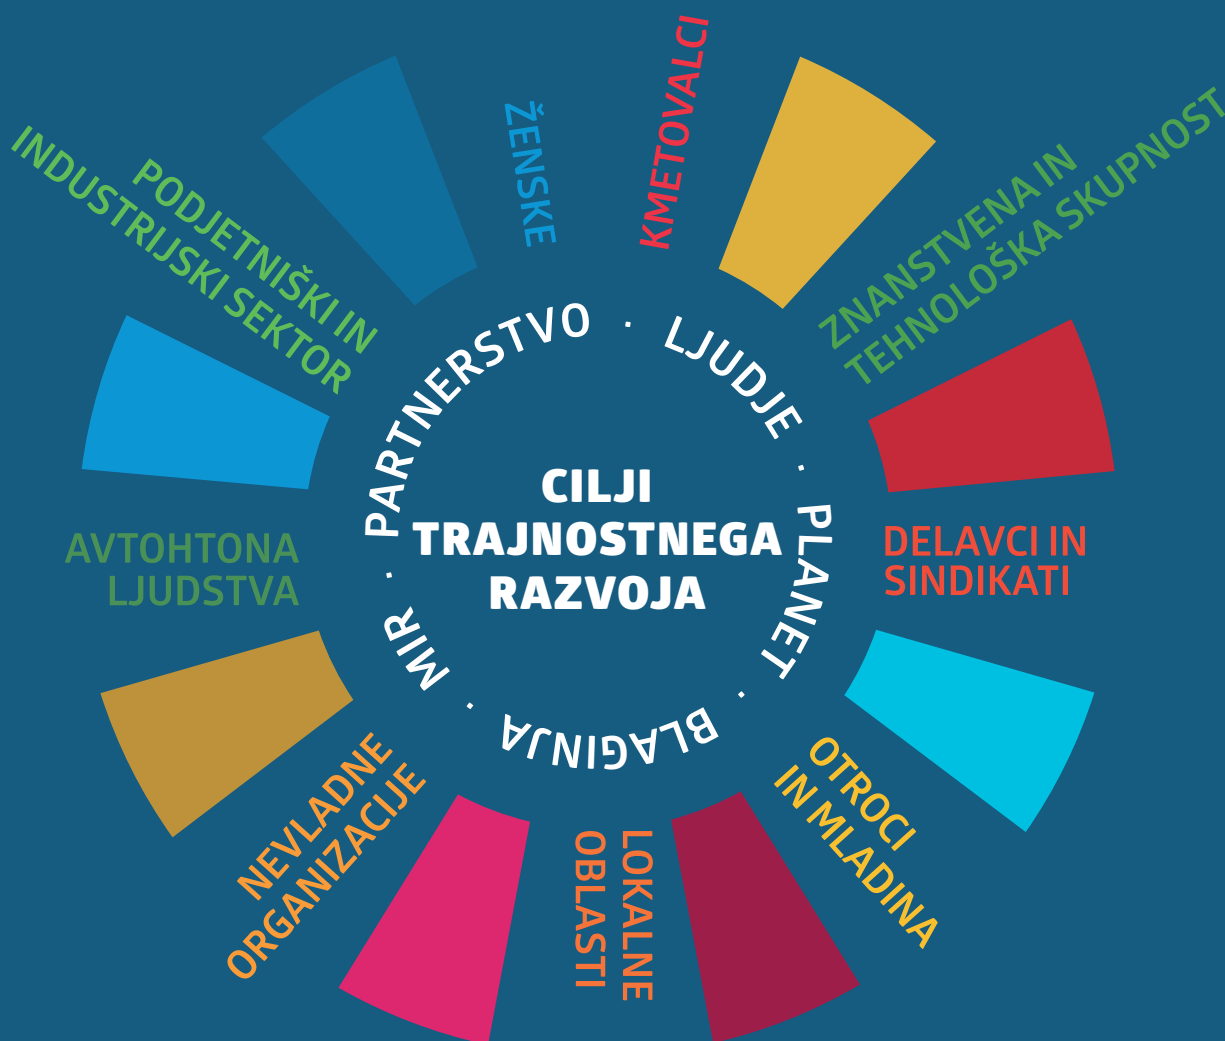 CILJI
TRAJNOSTNEGA
RAZVOJA
LJUDJE · PLANET · BLAGINJA · MIR · PARTNERSTVO ·
KMETOVALCI
ZNANSTVENA IN
TEHNOLOŠKA SKUPNOST
DELAVCI IN
SINDIKATI
OTROCI
IN MLADINA
LOKALNE
OBLASTI
NEVLADNE
ORGANIZACIJE
AVTOHTONA
LJUDSTVA
PODJETNIŠKI IN
INDUSTRIJSKI SEKTOR
ŽENSKE